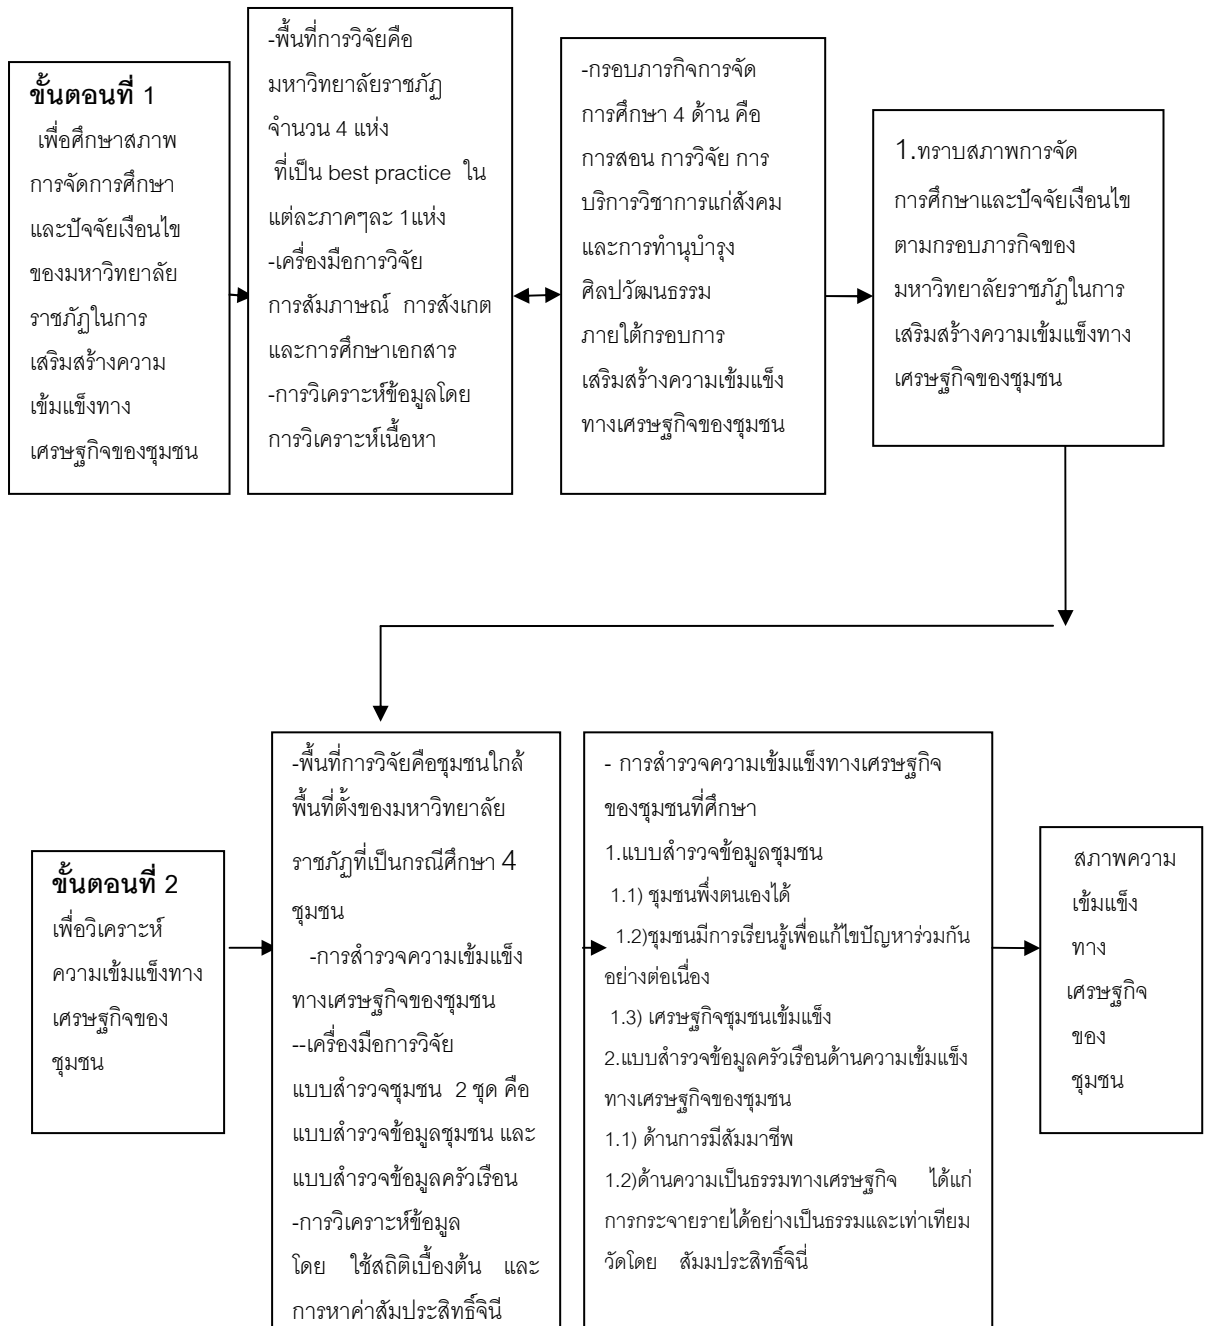 ขั้นตอนที่ 1
เพื่อศึกษาสภาพ
การจัดการศึกษา
และปัจจัยเงื่อนไข
ของมหาวิทยาลัย
ราชภัฏในการ
เสริมสร้างความ
เข้มแข็งทาง
เศรษฐกิจของชุมชน
-พื้นที่การวิจัยคือ
มหาวิทยาลัยราชภัฏ
จำนวน 4 แห่ง
ที่เป็น best practice ใน
แต่ละภาคๆละ 1แห่ง
-เครื่องมือการวิจัย
การสัมภาษณ์ การสังเกต
และการศึกษาเอกสาร
-การวิเคราะห์ข้อมูลโดย
การวิเคราะห์เนื้อหา
-กรอบภารกิจการจัด
การศึกษา 4 ด้าน คือ
การสอน การวิจัย การ
บริการวิชาการแก่สังคม
และการทำนุบำรุง
ศิลปวัฒนธรรม
ภายใต้กรอบการ
เสริมสร้างความเข้มแข็ง
ทางเศรษฐกิจของชุมชน
1.ทราบสภาพการจัด
การศึกษาและปัจจัยเงื่อนไข
ตามกรอบภารกิจของ
มหาวิทยาลัยราชภัฏในการ
เสริมสร้างความเข้มแข็งทาง
เศรษฐกิจของชุมชน
ขั้นตอนที่ 2
เพื่อวิเคราะห์
ความเข้มแข็งทาง
เศรษฐกิจของ
ชุมชน
-พื้นที่การวิจัยคือชุมชนใกล้
พื้นที่ตั้งของมหาวิทยาลัย
ราชภัฏที่เป็นกรณีศึกษา 4
ชุมชน
-การสำรวจความเข้มแข็ง
ทางเศรษฐกิจของชุมชน
--เครื่องมือการวิจัย
แบบสำรวจชุมชน 2 ชุด คือ
แบบสำรวจข้อมูลชุมชน และ
แบบสำรวจข้อมูลครัวเรือน
-การวิเคราะห์ข้อมูล
โดย ใช้สถิติเบื้องต้น และ
การหาค่าสัมประสิทธิ์จินี
- การสำรวจความเข้มแข็งทางเศรษฐกิจ
ของชุมชนที่ศึกษา
1.แบบสำรวจข้อมูลชุมชน
1.1) ชุมชนพึ่งตนเองได้
1.2)ชุมชนมีการเรียนรู้เพื่อแก้ไขปัญหาร่วมกัน
อย่างต่อเนื่อง
1.3) เศรษฐกิจชุมชนเข้มแข็ง
2.แบบสำรวจข้อมูลครัวเรือนด้านความเข้มแข็ง
ทางเศรษฐกิจของชุมชน
1.1) ด้านการมีสัมมาชีพ
1.2)ด้านความเป็นธรรมทางเศรษฐกิจ ได้แก่
การกระจายรายได้อย่างเป็นธรรมและเท่าเทียม
วัดโดย สัมมประสิทธิ์จินี่
สภาพความ
เข้มแข็ง
ทาง
เศรษฐกิจ
ของ
ชุมชน